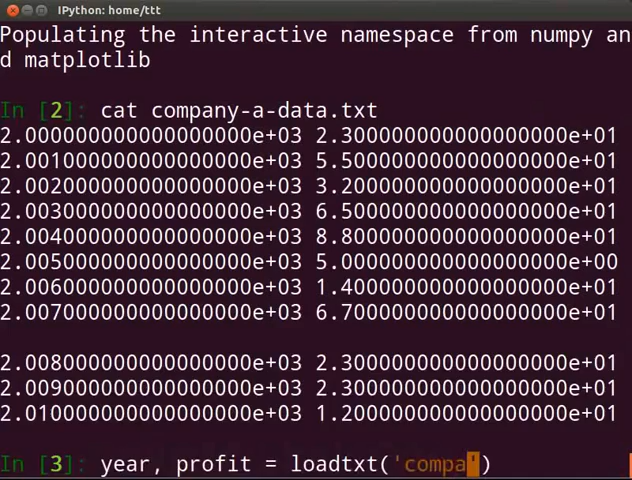 IPython: home/ttt
Populating the interactive namespace from numpy an
d matplotlib
In [2]: cat company-a-data.txt
2.000000000000000000e+03 2.300000000000000000e+01
2.001000000000000000e+03 5.500000000000000000e+01
2.002000000000000000e+03 3.200000000000000000e+01
2.003000000000000000e+03 6.500000000000000000e+01
2.004000000000000000e+03 8.800000000000000000e+01
2.005000000000000000e+03 5.000000000000000000e+00
2.006000000000000000e+03 1.400000000000000000e+01
2.007000000000000000e+03 6.700000000000000000e+01
2.008000000000000000e+03 2.300000000000000000e+01
2.009000000000000000e+03 2.300000000000000000e+01
2.010000000000000000e+03 1.200000000000000000e+01
In [3]: year, profit = loadtxt('compa')